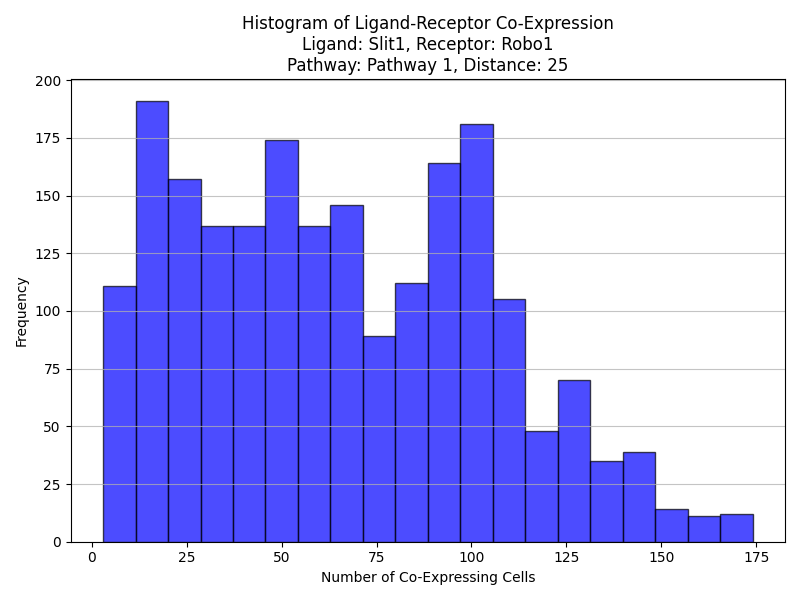 Histogram of Ligand-Receptor Co-Expression
Ligand: Slit1, Receptor: Robo1
Pathway: Pathway 1, Distance: 25
200
175
150
125
100
75
50
25
0
Frequency
0 25 50 75 100 125 150 175
Number of Co-Expressing Cells